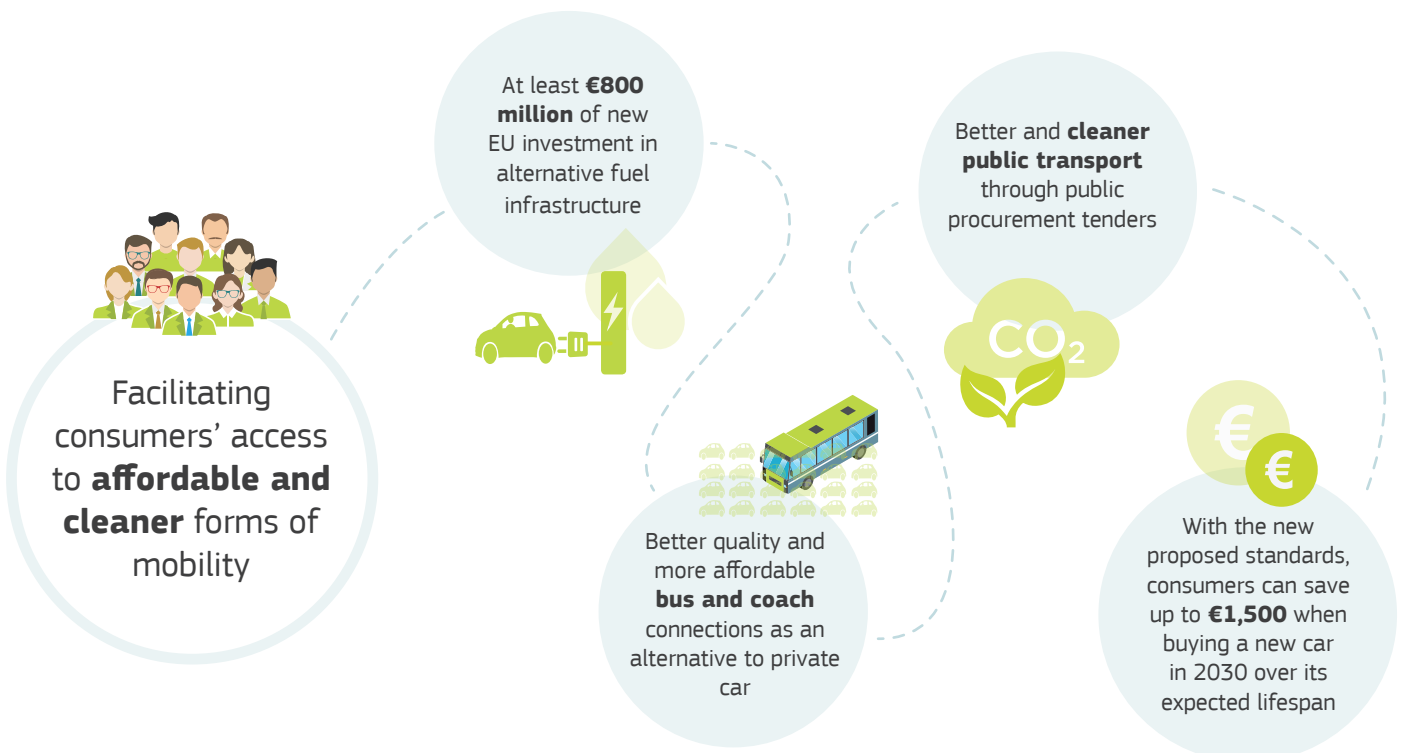 Facilitating
consumers’ access
to affordable and
cleaner forms of
mobility
At least €800
million of new
EU investment in
alternative fuel
infrastructure
Better quality and
more affordable
bus and coach
connections as an
alternative to private
car
Better and cleaner
public transport
through public
procurement tenders
CO2
€
€
With the new
proposed standards,
consumers can save
up to €1,500 when
buying a new car
in 2030 over its
expected lifespan